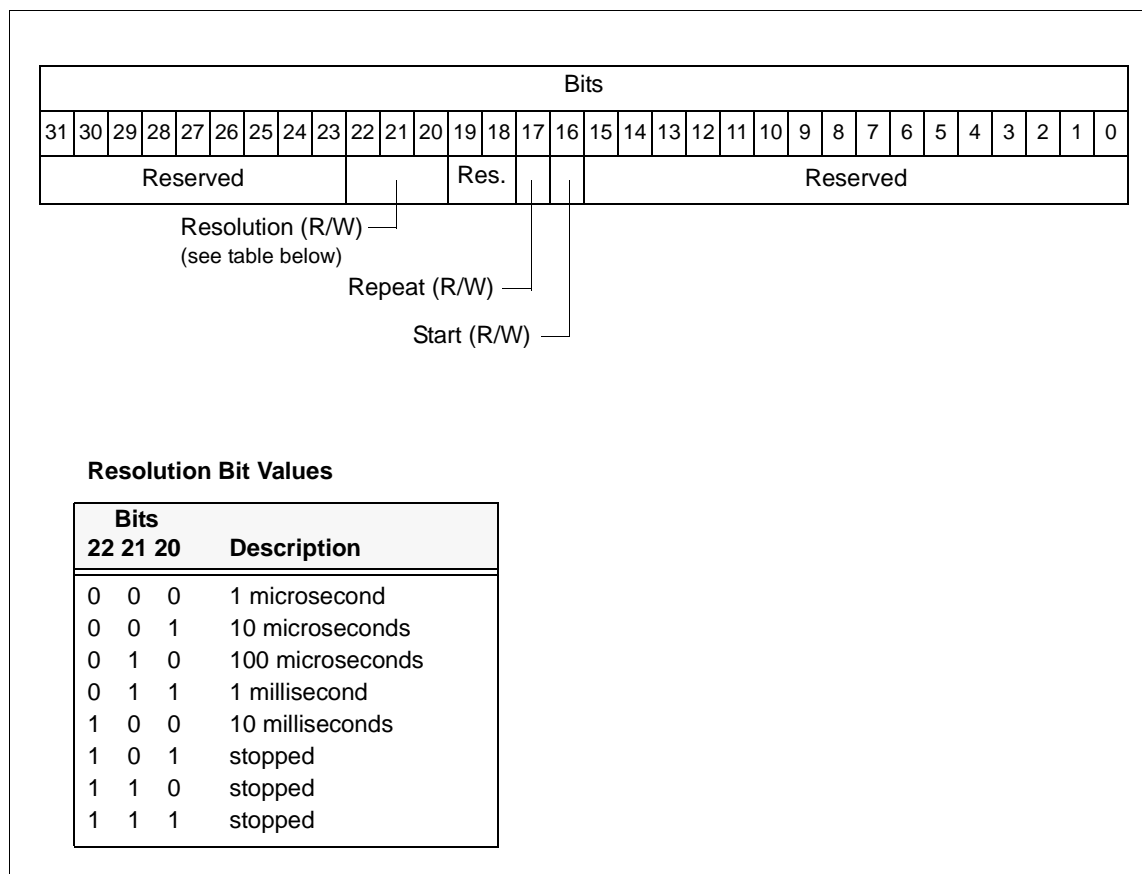 Bits
31 30 29 28 27 26 25 24 23 22 21 20 19 18 17 16 15 14 13 12 11 10 9 8 7 6 5 4 3 2 1 0
Reserved Res. Reserved
Resolution (R/W)
(see table below)
Repeat (R/W)
Start (R/W)
Resolution Bit Values
Bits
22 21 20 Description
0 0 0 1 microsecond
0 0 1 10 microseconds
0 1 0 100 microseconds
0 1 1 1 millisecond
1 0 0 10 milliseconds
1 0 1 stopped
1 1 0 stopped
1 1 1 stopped